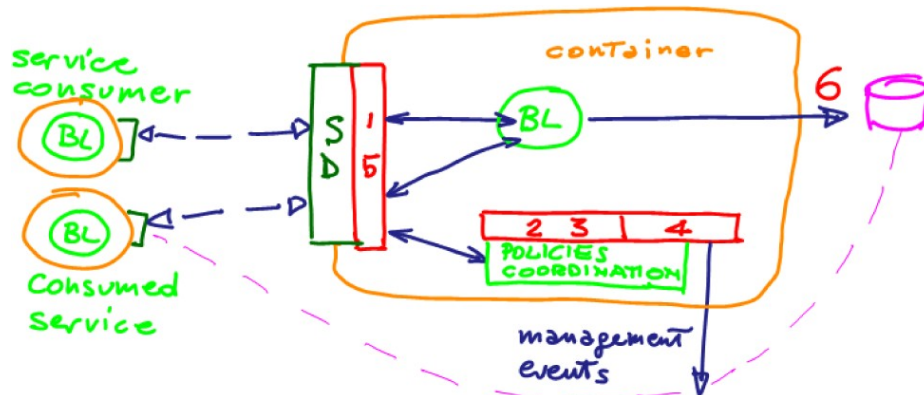 service
consumer
BL
BL
Consumed
service
S
D
1
5
container
BL
6
2 3 4
POLICIES
COORDINATION
management
events